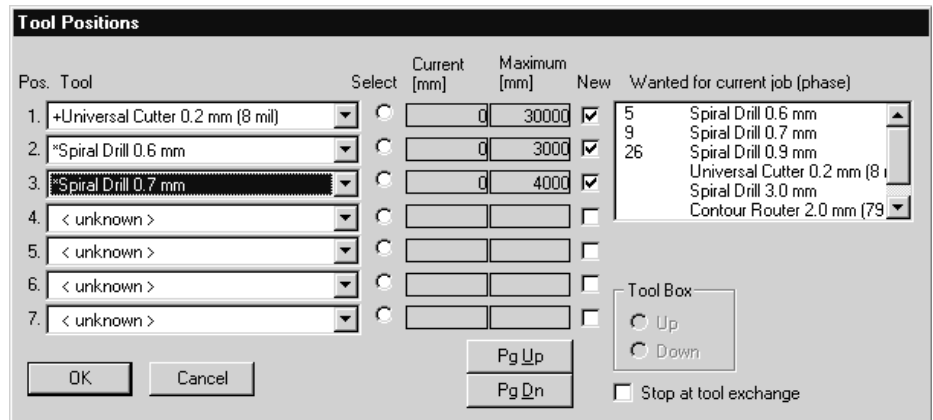 Tool Positions
Pos. Tool Select Current [mm] Maximum [mm] New Wanted for current job (phase)
1. +Universal Cutter 0.2 mm (8 mil) 0 30000
2. *Spiral Drill 0.6 mm 0 3000
3. *Spiral Drill 0.7 mm 0 4000
4. < unknown >
5. < unknown >
6. < unknown >
7. < unknown >
5 Spiral Drill 0.6 mm
9 Spiral Drill 0.7 mm
26 Spiral Drill 0.9 mm
Universal Cutter 0.2 mm (8
Spiral Drill 3.0 mm
Contour Router 2.0 mm (79
Tool Box
Up
Down
Pg Up
Pg Dn
OK Cancel
Stop at tool exchange